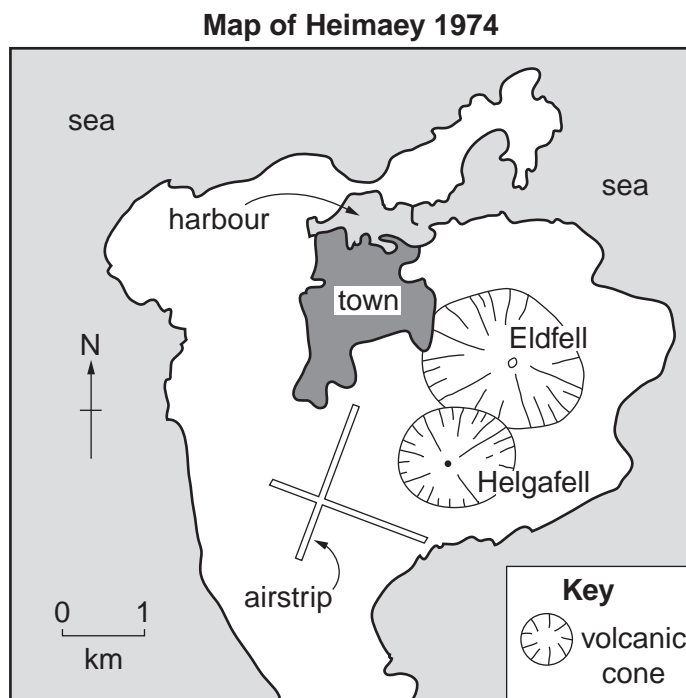 Map of Heimaey 1974
sea
sea
harbour
town
Eldfell
N
Helgafell
airstrip
0 1
km
Key
volcanic
cone